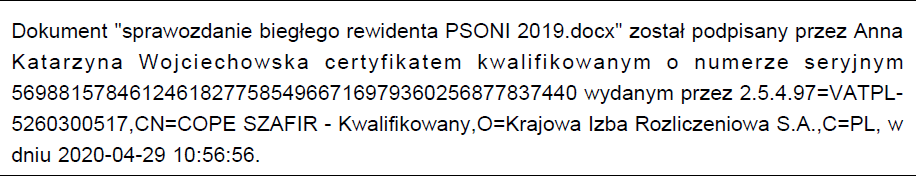 Dokument "sprawozdanie biegłego rewidenta PSONI 2019.docx" został podpisany przez Anna
Katarzyna Wojciechowska certyfikatem kwalifikowanym o numerze seryjnym
569881578461246182775854966716979360256877837440 wydanym przez 2.5.4.97=VATPL-
5260300517,CN=COPE SZAFIR - Kwalifikowany,O=Krajowa Izba Rozliczeniowa S.A.,C=PL, w
dniu 2020-04-29 10:56:56.